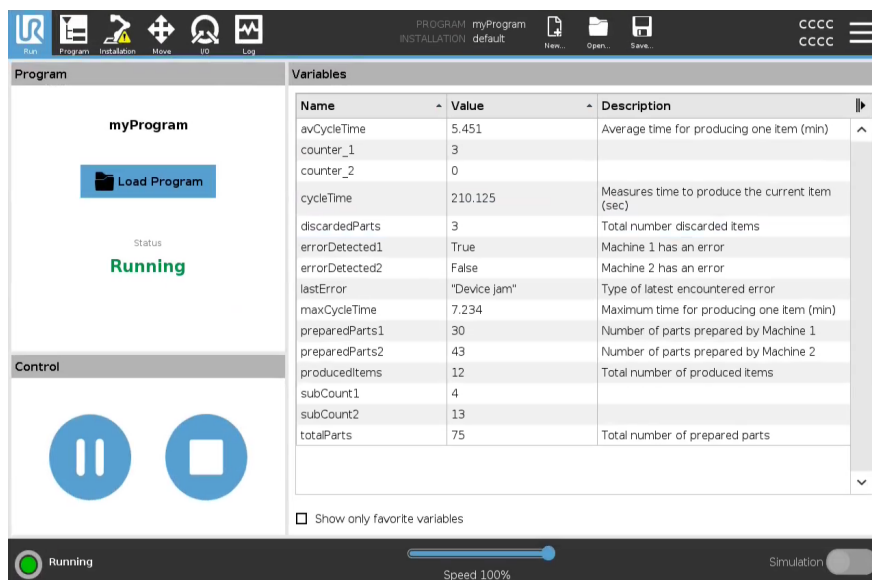 UR
PROGRAM myProgram
INSTALLATION default
CCCC
CCCC
Run Program Installation Move I/O Log New... Open... Save...
Program
myProgram
Load Program
Status
Running
Control
Variables
Name Value Description
avCycleTime 5.451 Average time for producing one item (min)
counter_1 3
counter_2 0
cycleTime 210.125 Measures time to produce the current item
(sec)
discardedParts 3 Total number discarded items
errorDetected1 True Machine 1 has an error
errorDetected2 False Machine 2 has an error
lastError "Device jam" Type of latest encountered error
maxCycleTime 7.234 Maximum time for producing one item (min)
preparedParts1 30 Number of parts prepared by Machine 1
preparedParts2 43 Number of parts prepared by Machine 2
producedItems 12 Total number of produced items
subCount1 4
subCount2 13
totalParts 75 Total number of prepared parts
Show only favorite variables
Running
Speed 100%
Simulation